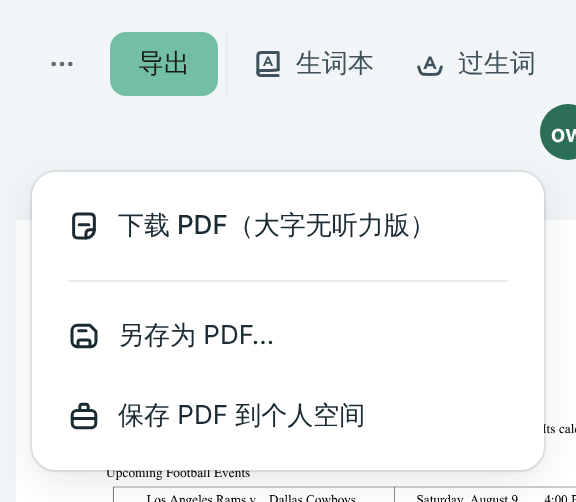 导出
生词本
过生词
ow
下载 PDF（大字无听力版）
另存为 PDF...
保存 PDF 到个人空间
Its cale
Upcoming Football Events
Los Angeles Rams v. Dallas Cowboys
Saturday, August 9
4:00 P